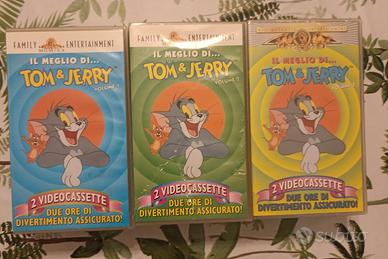 FAMILY ENTERTAINMENT
IL MEGLIO DI...
TOM & JERRY
VOLUME 1
2 VIDEOCASSETTE
DUE ORE DI
DIVERTIMENTO ASSICURATO!
FAMILY ENTERTAINMENT
IL MEGLIO DI...
TOM & JERRY
VOLUME 2
2 VIDEOCASSETTE
DUE ORE DI
DIVERTIMENTO ASSICURATO!
IL MEGLIO DI...
TOM & JERRY
2 VIDEOCASSETTE
DUE ORE DI
DIVERTIMENTO ASSICURATO!
subito